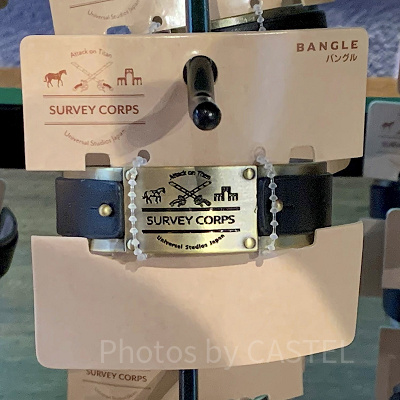 Attack on Titan
SURVEY CORPS
Universal Studios Japan
BANGLE
バングル
Attack on Titan
SURVEY CORPS
Universal Studios Japan
Photos by CASTEL
SURVEY CORPS